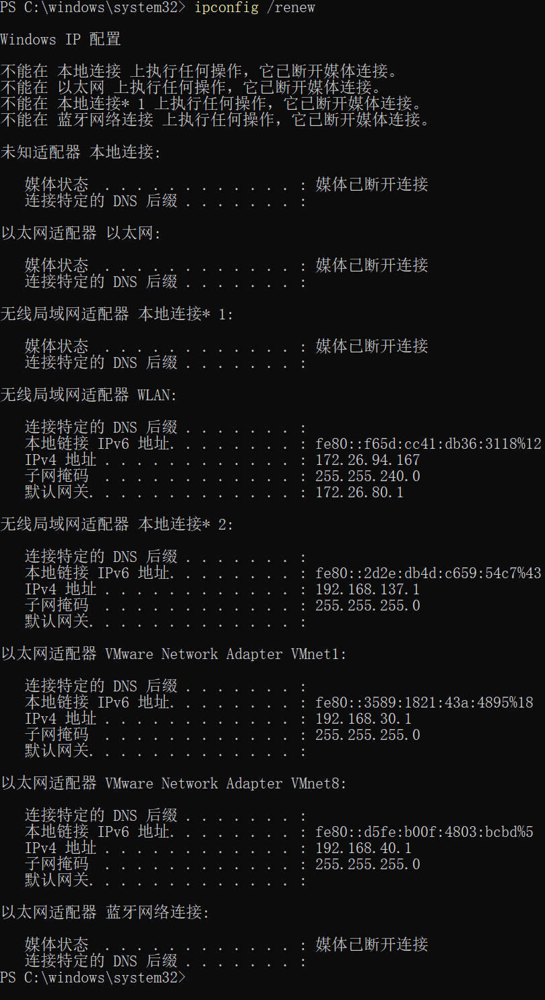 PS C:\windows\system32> ipconfig /renew
Windows IP 配置
不能在 本地连接 上执行任何操作，它已断开媒体连接。
不能在 以太网 上执行任何操作，它已断开媒体连接。
不能在 本地连接* 1 上执行任何操作，它已断开媒体连接。
不能在 蓝牙网络连接 上执行任何操作，它已断开媒体连接。
未知适配器 本地连接:
媒体状态  . . . . . . . . . . . . : 媒体已断开连接
连接特定的 DNS 后缀 . . . . . . . :
以太网适配器 以太网:
媒体状态  . . . . . . . . . . . . : 媒体已断开连接
连接特定的 DNS 后缀 . . . . . . . :
无线局域网适配器 本地连接* 1:
媒体状态  . . . . . . . . . . . . : 媒体已断开连接
连接特定的 DNS 后缀 . . . . . . . :
无线局域网适配器 WLAN:
连接特定的 DNS 后缀 . . . . . . . :
本地链接 IPv6 地址. . . . . . . . : fe80::f65d:cc41:db36:3118%12
IPv4 地址 . . . . . . . . . . . . : 172.26.94.167
子网掩码  . . . . . . . . . . . . : 255.255.240.0
默认网关. . . . . . . . . . . . . : 172.26.80.1
无线局域网适配器 本地连接* 2:
连接特定的 DNS 后缀 . . . . . . . :
本地链接 IPv6 地址. . . . . . . . : fe80::2d2e:db4d:c659:54c7%43
IPv4 地址 . . . . . . . . . . . . : 192.168.137.1
子网掩码  . . . . . . . . . . . . : 255.255.255.0
默认网关. . . . . . . . . . . . . :
以太网适配器 VMware Network Adapter VMnet1:
连接特定的 DNS 后缀 . . . . . . . :
本地链接 IPv6 地址. . . . . . . . : fe80::3589:1821:43a:4895%18
IPv4 地址 . . . . . . . . . . . . : 192.168.30.1
子网掩码  . . . . . . . . . . . . : 255.255.255.0
默认网关. . . . . . . . . . . . . :
以太网适配器 VMware Network Adapter VMnet8:
连接特定的 DNS 后缀 . . . . . . . :
本地链接 IPv6 地址. . . . . . . . : fe80::d5fe:b00f:4803:bcbd%5
IPv4 地址 . . . . . . . . . . . . : 192.168.40.1
子网掩码  . . . . . . . . . . . . : 255.255.255.0
默认网关. . . . . . . . . . . . . :
以太网适配器 蓝牙网络连接:
媒体状态  . . . . . . . . . . . . : 媒体已断开连接
连接特定的 DNS 后缀 . . . . . . . :
PS C:\windows\system32>